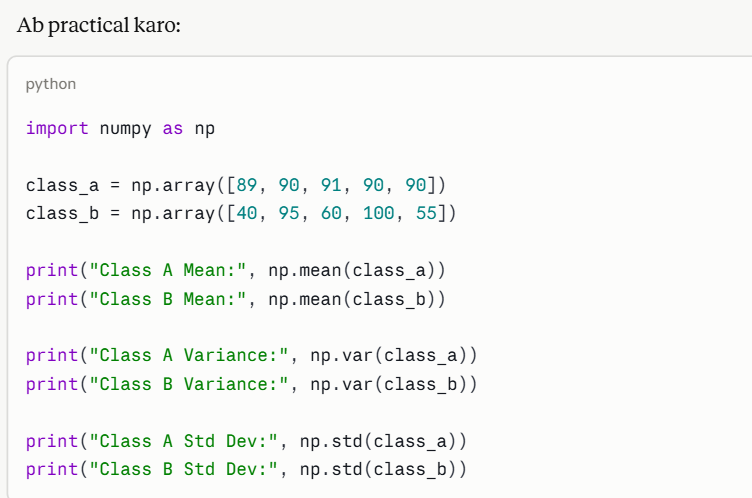 Ab practical karo:
python
import numpy as np
class_a = np.array([89, 90, 91, 90, 90])
class_b = np.array([40, 95, 60, 100, 55])
print("Class A Mean:", np.mean(class_a))
print("Class B Mean:", np.mean(class_b))
print("Class A Variance:", np.var(class_a))
print("Class B Variance:", np.var(class_b))
print("Class A Std Dev:", np.std(class_a))
print("Class B Std Dev:", np.std(class_b))